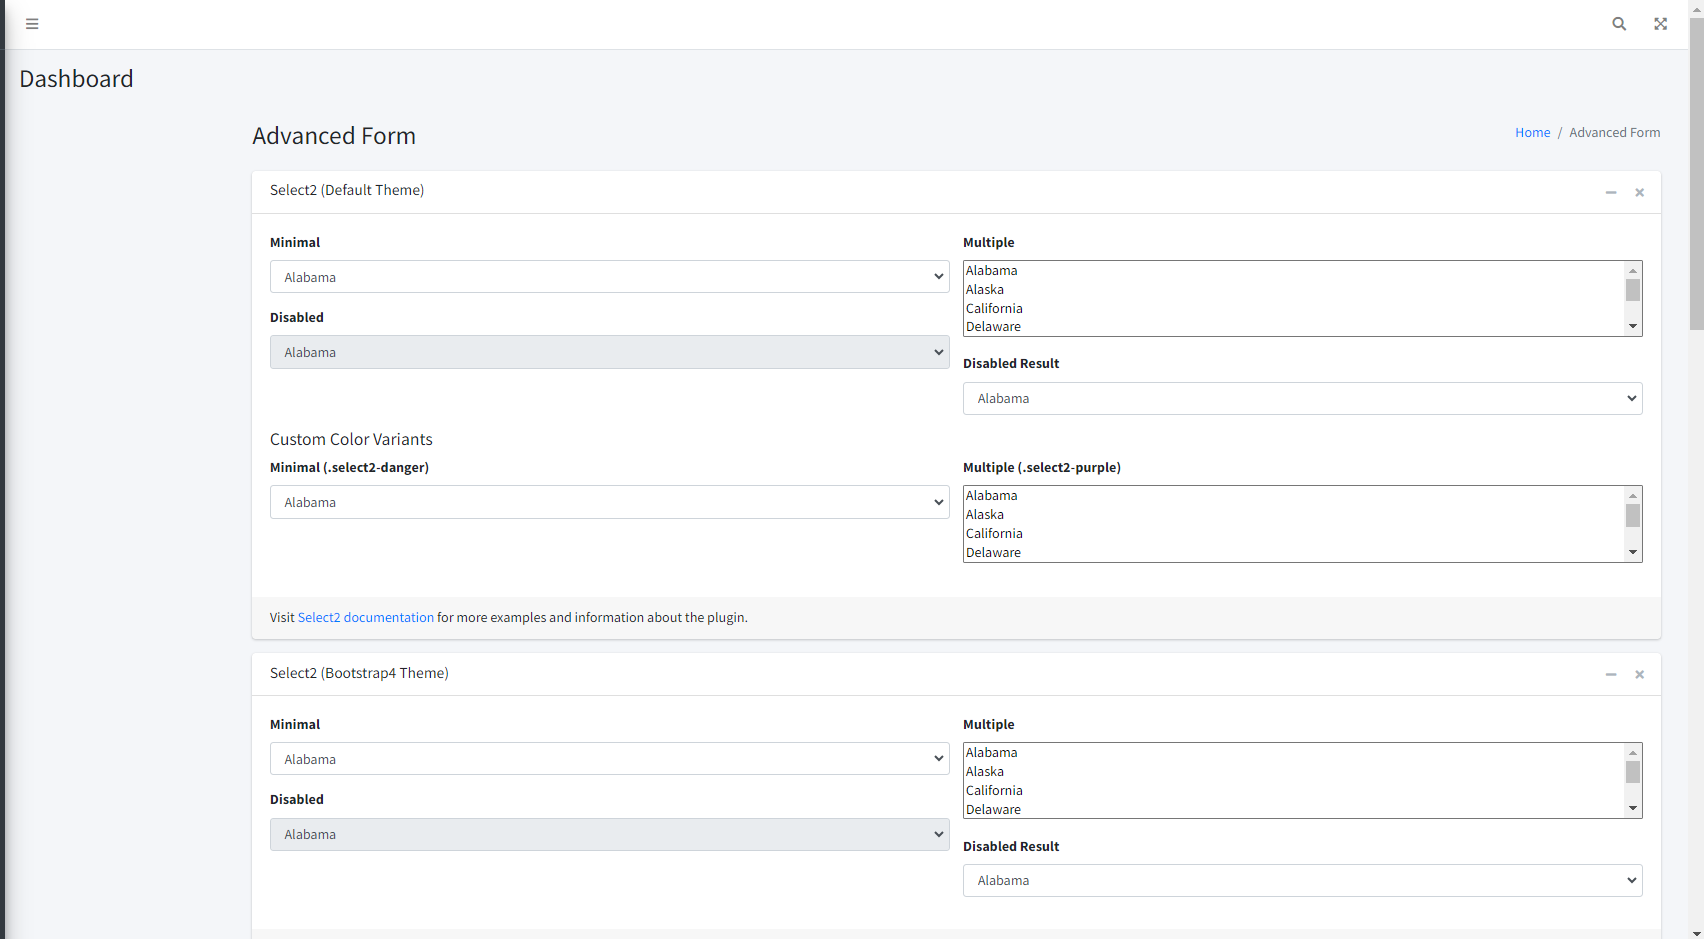 Dashboard
Advanced Form
Home / Advanced Form
Select2 (Default Theme)
Minimal
Alabama
Disabled
Alabama
Multiple
Alabama
Alaska
California
Delaware
Disabled Result
Alabama
Custom Color Variants
Minimal (.select2-danger)
Alabama
Multiple (.select2-purple)
Alabama
Alaska
California
Delaware
Visit Select2 documentation for more examples and information about the plugin.
Select2 (Bootstrap4 Theme)
Minimal
Alabama
Disabled
Alabama
Multiple
Alabama
Alaska
California
Delaware
Disabled Result
Alabama